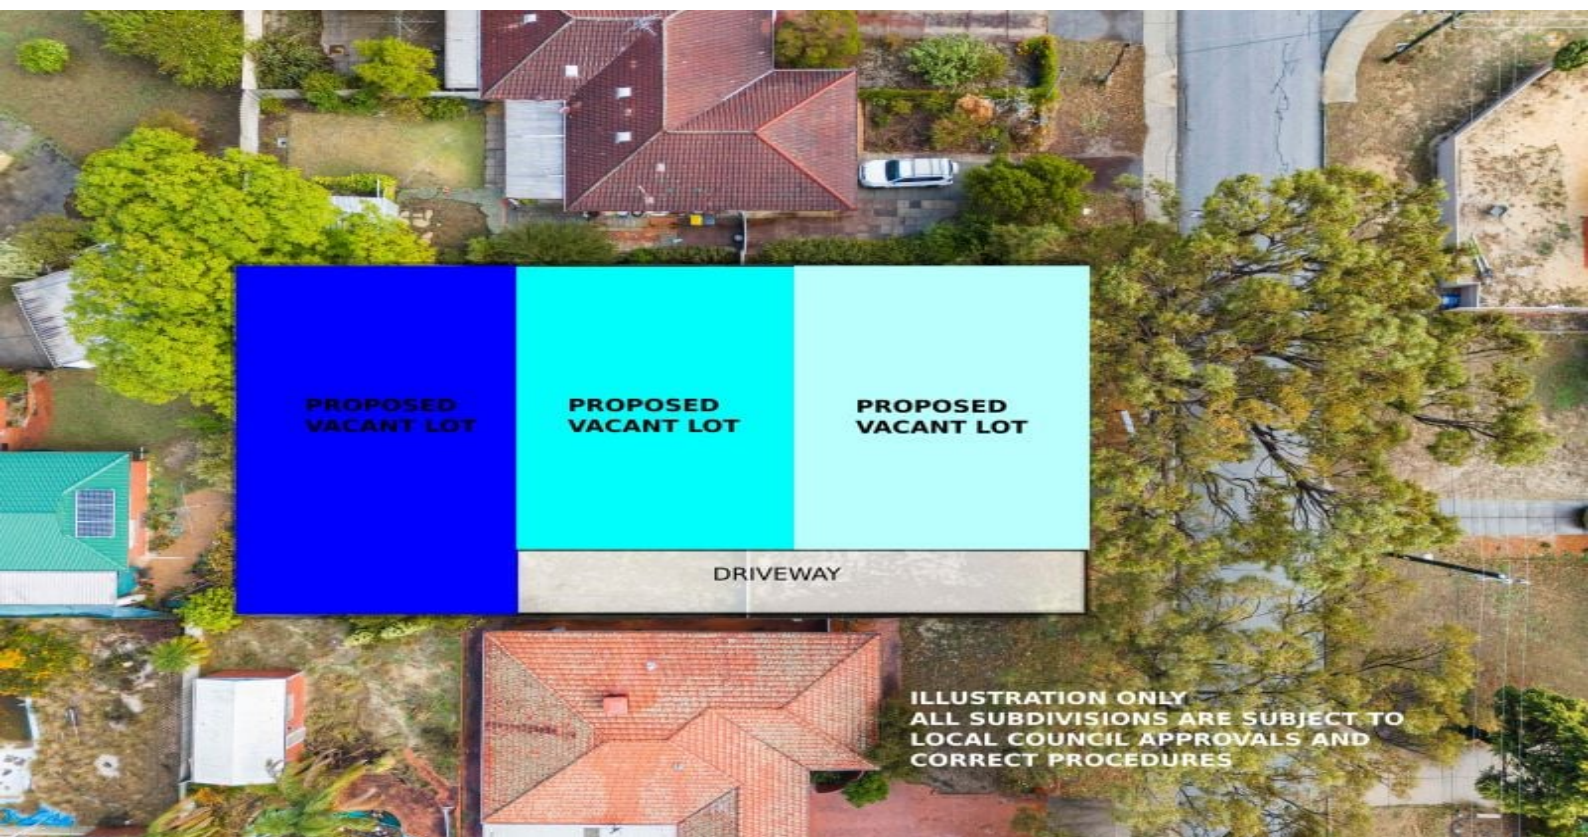 PROPOSED
VACANT LOT
PROPOSED
VACANT LOT
PROPOSED
VACANT LOT
DRIVEWAY
ILLUSTRATION ONLY
ALL SUBDIVISIONS ARE SUBJECT TO
LOCAL COUNCIL APPROVALS AND
CORRECT PROCEDURES